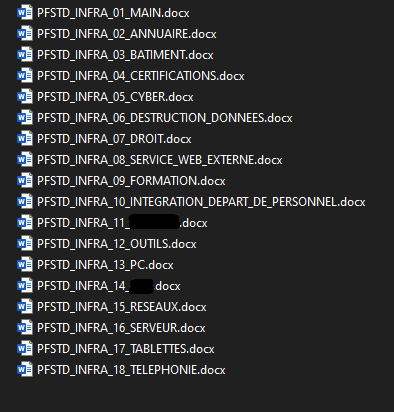 PFSTD_INFRA_01_MAIN.docx
PFSTD_INFRA_02_ANNUAIRE.docx
PFSTD_INFRA_03_BATIMENT.docx
PFSTD_INFRA_04_CERTIFICATIONS.docx
PFSTD_INFRA_05_CYBER.docx
PFSTD_INFRA_06_DESTRUCTION_DONNEES.docx
PFSTD_INFRA_07_DROIT.docx
PFSTD_INFRA_08_SERVICE_WEB_EXTERNE.docx
PFSTD_INFRA_09_FORMATION.docx
PFSTD_INFRA_10_INTEGRATION_DEPART_DE_PERSONNEL.docx
PFSTD_INFRA_11_ .docx
PFSTD_INFRA_12_OUTILS.docx
PFSTD_INFRA_13_PC.docx
PFSTD_INFRA_14_ .docx
PFSTD_INFRA_15_RESEAUX.docx
PFSTD_INFRA_16_SERVEUR.docx
PFSTD_INFRA_17_TABLETTES.docx
PFSTD_INFRA_18_TELEPHONIE.docx